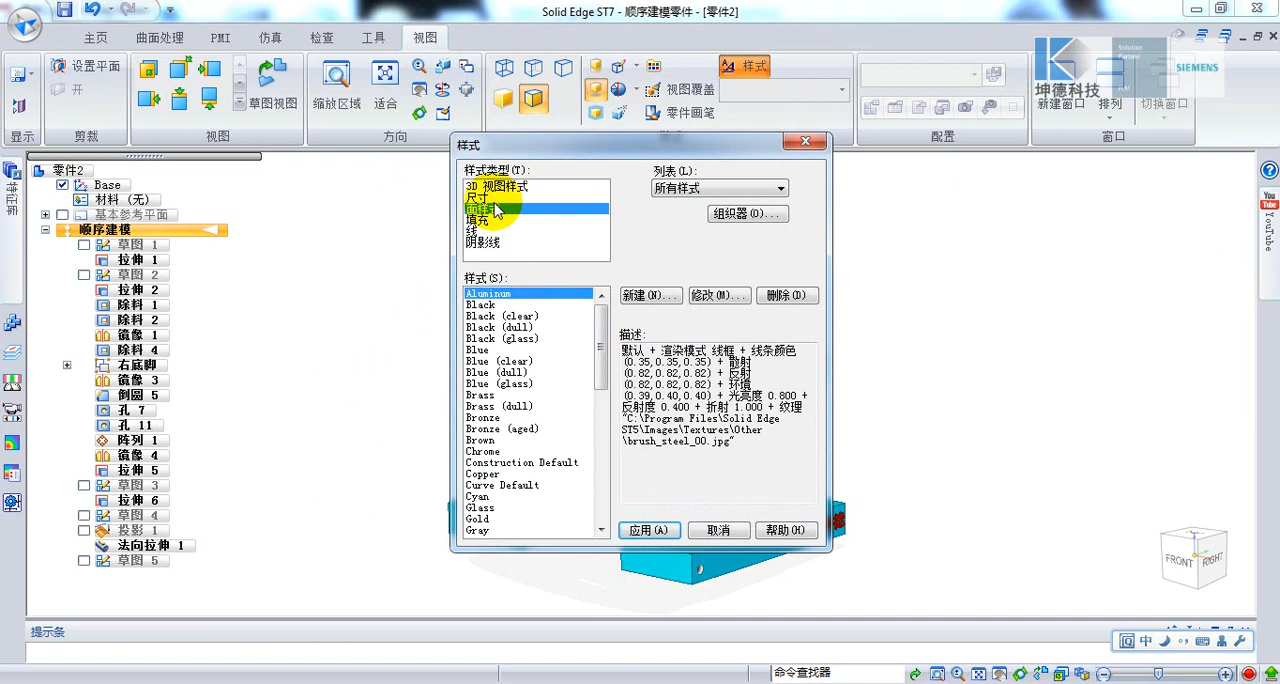 Solid Edge ST7 - 顺序建模零件 - [零件2]
主页 曲面处理 PMI 仿真 检查 工具 视图
设置平面
开
草图视图
缩放区域 适合
样式
视图覆盖
零件画笔
新建窗口 排列 切换窗口
坤德科技
Solution
Partner
SIEMENS
显示 剪裁 视图 方向 配置 窗口
特征库
零件2
Base
材料 (无)
基本参考平面
顺序建模
草图 1
拉伸 1
草图 2
拉伸 2
除料 1
除料 2
镜像 1
除料 4
右底脚
镜像 3
倒圆 5
孔 7
孔 11
阵列 1
镜像 4
拉伸 5
草图 3
拉伸 6
草图 4
投影 1
法向拉伸 1
草图 5
样式
样式类型(T):
3D 视图样式
尺寸
填充
线
阴影线
列表(L):
所有样式
组织器(O)...
样式(S):
Aluminum
Black
Black (clear)
Black (dull)
Black (glass)
Blue
Blue (clear)
Blue (dull)
Blue (glass)
Brass
Brass (dull)
Bronze
Bronze (aged)
Brown
Chrome
Construction Default
Copper
Curve Default
Cyan
Glass
Gold
Gray
新建(N)... 修改(M)... 删除(D)
描述:
默认 + 渲染模式 线框 + 线条颜色
(0.35,0.35,0.35) + 散射
(0.82,0.82,0.82) + 反射
(0.82,0.82,0.82) + 环境
(0.39,0.40,0.40) + 光亮度 0.800 +
反射度 0.400 + 折射 1.000 + 纹理
"C:\Program Files\Solid Edge
ST5\Images\Textures\Other
\brush_steel_00.jpg"
应用(A) 取消 帮助(H)
FRONT RIGHT
You
Tube
YouTube
提示条
中
命令查找器